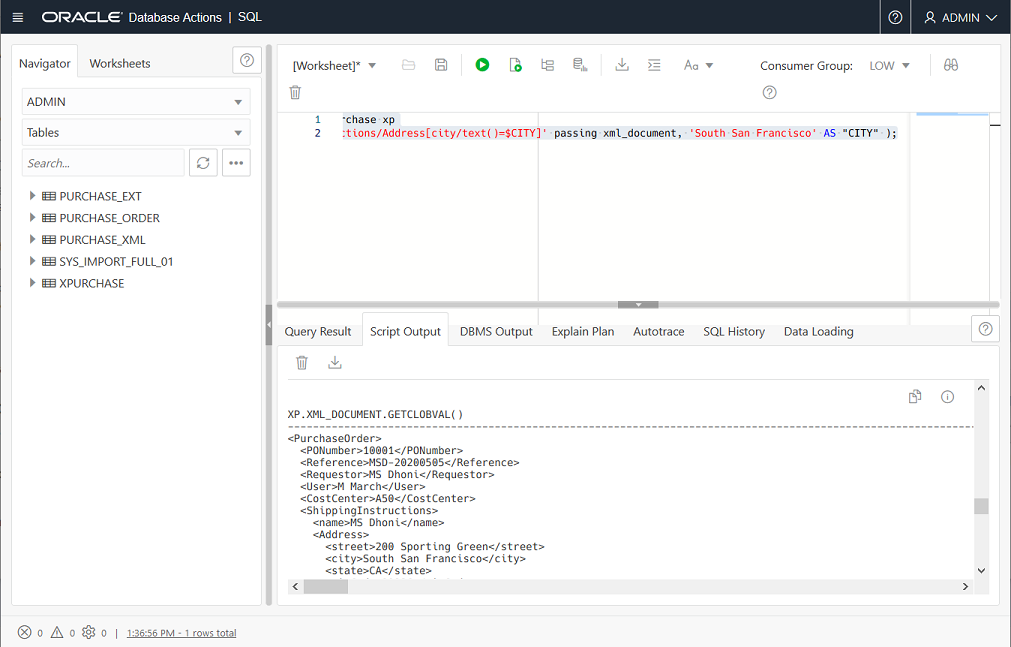 ORACLE Database Actions | SQL
ADMIN
Navigator
Worksheets
ADMIN
Tables
Search...
PURCHASE_EXT
PURCHASE_ORDER
PURCHASE_XML
SYS_IMPORT_FULL_01
XPURCHASE
[Worksheet]*
Aa
Consumer Group: LOW
1 rchase xp
2 ctions/Address[city/text()=$CITY]' passing xml_document, 'South San Francisco' AS "CITY" );
Query Result
Script Output
DBMS Output
Explain Plan
Autotrace
SQL History
Data Loading
XP.XML_DOCUMENT.GETCLOBVAL()
--------------------------------------------------------------------------------
<PurchaseOrder>
<PONumber>10001</PONumber>
<Reference>MSD-20200505</Reference>
<Requestor>MS Dhoni</Requestor>
<User>M March</User>
<CostCenter>A50</CostCenter>
<ShippingInstructions>
<name>MS Dhoni</name>
<Address>
<street>200 Sporting Green</street>
<city>South San Francisco</city>
<state>CA</state>
0 0 0 | 1:36:56 PM - 1 rows total